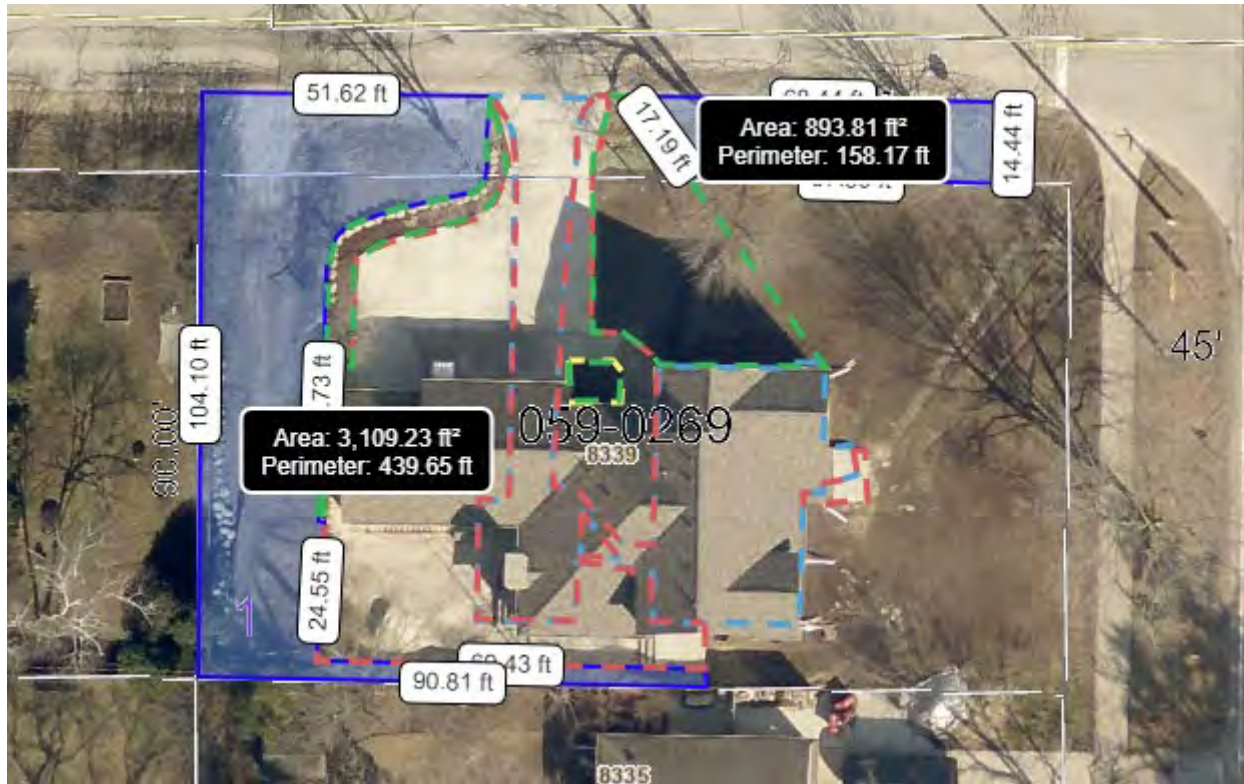 51.62 ft
17.19 ft
Area: 893.81 ft²
Perimeter: 158.17 ft
14.44 ft
45'
104.10 ft
.73 ft
Area: 3,109.23 ft²
Perimeter: 439.65 ft
059-0269
8339
24.55 ft
1
43 ft
90.81 ft
8335